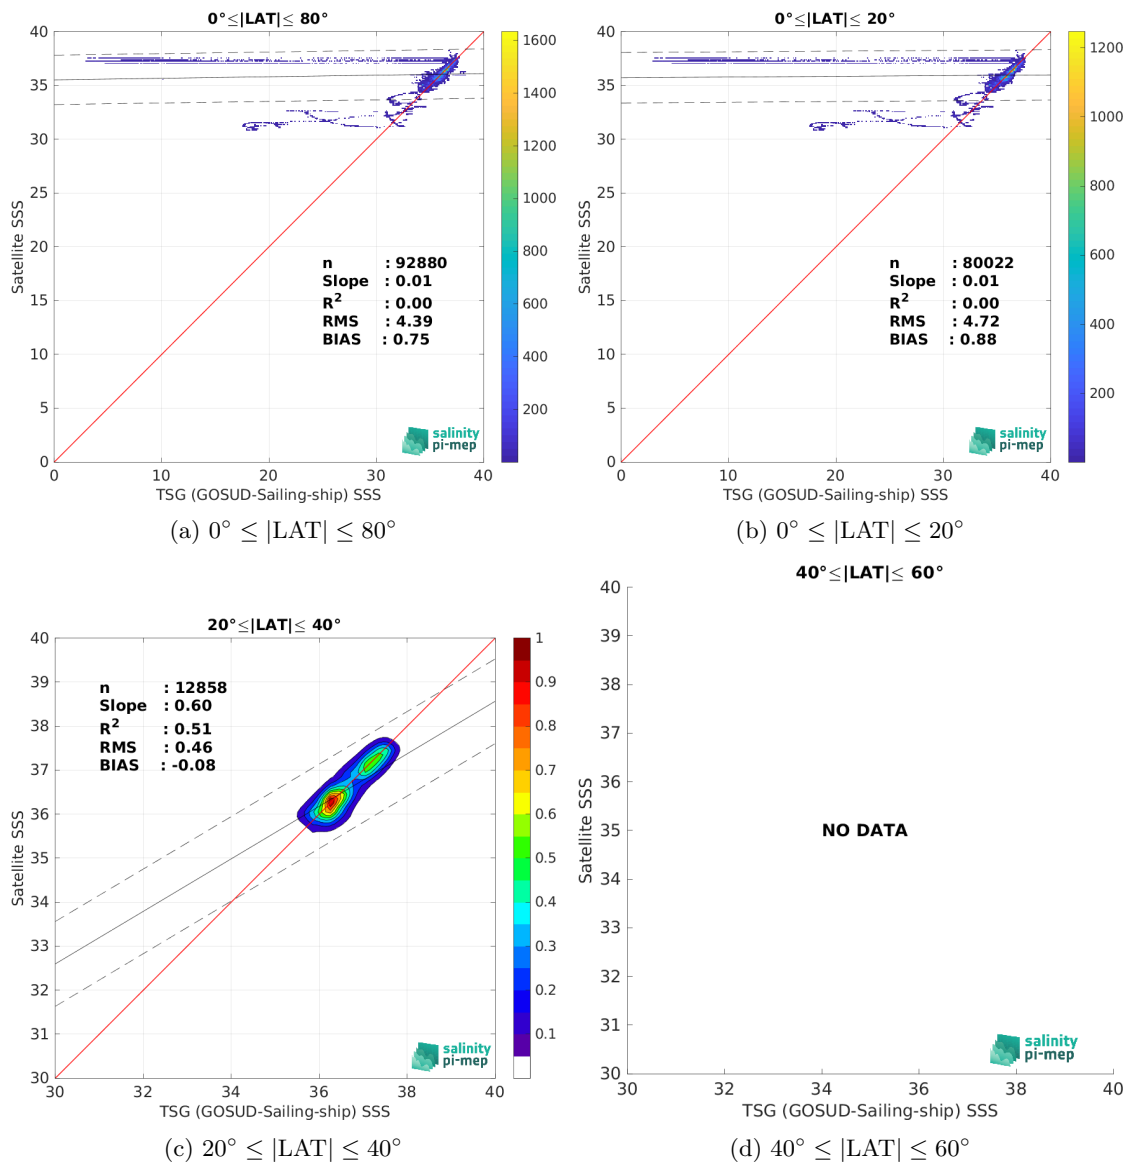 0°≤|LAT|≤ 80°
40
35
30
25
20
15
10
5
0
Satellite SSS
n : 92880
Slope : 0.01
R² : 0.00
RMS : 4.39
BIAS : 0.75
salinity
pi-mep
0 10 20 30 40
TSG (GOSUD-Sailing-ship) SSS
1600
1400
1200
1000
800
600
400
200
(a) 0° ≤ |LAT| ≤ 80°
0°≤|LAT|≤ 20°
40
35
30
25
20
15
10
5
0
Satellite SSS
n : 80022
Slope : 0.01
R² : 0.00
RMS : 4.72
BIAS : 0.88
salinity
pi-mep
0 10 20 30 40
TSG (GOSUD-Sailing-ship) SSS
1200
1000
800
600
400
200
(b) 0° ≤ |LAT| ≤ 20°
20°≤|LAT|≤ 40°
40
39
38
37
36
35
34
33
32
31
30
Satellite SSS
n : 12858
Slope : 0.60
R² : 0.51
RMS : 0.46
BIAS : -0.08
salinity
pi-mep
30 32 34 36 38 40
TSG (GOSUD-Sailing-ship) SSS
1
0.9
0.8
0.7
0.6
0.5
0.4
0.3
0.2
0.1
(c) 20° ≤ |LAT| ≤ 40°
40°≤|LAT|≤ 60°
40
39
38
37
36
35
34
33
32
31
30
Satellite SSS
NO DATA
salinity
pi-mep
30 32 34 36 38 40
TSG (GOSUD-Sailing-ship) SSS
(d) 40° ≤ |LAT| ≤ 60°